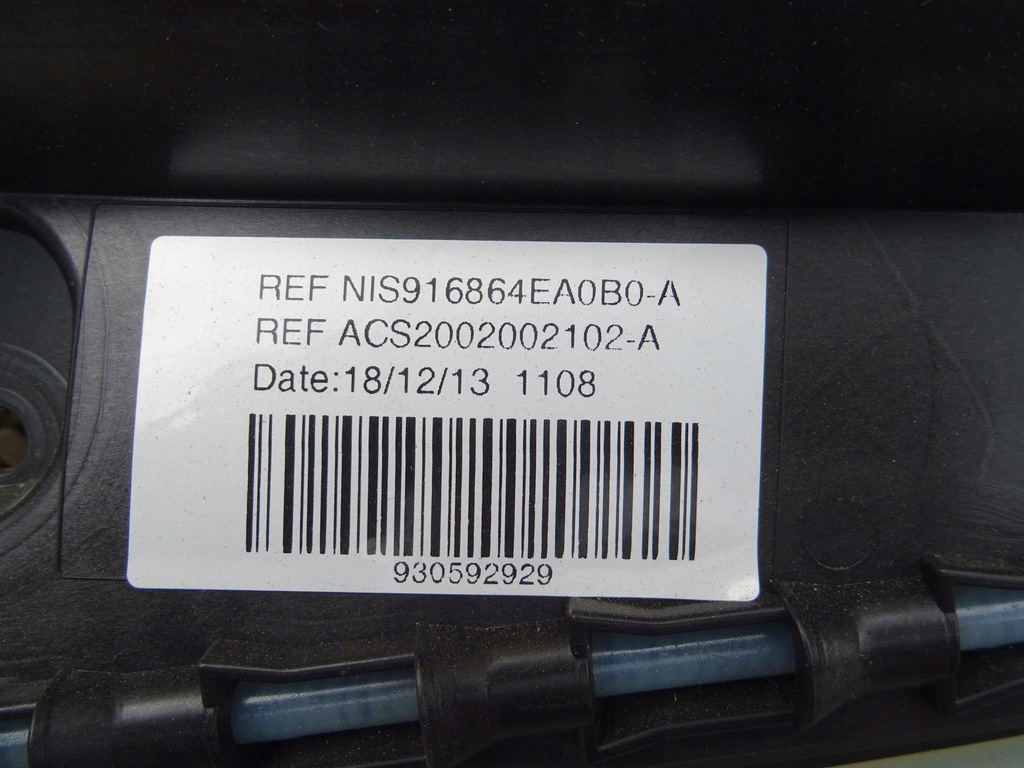 REF NIS916864EA0B0-A
REF ACS2002002102-A
Date:18/12/13 1108
930592929